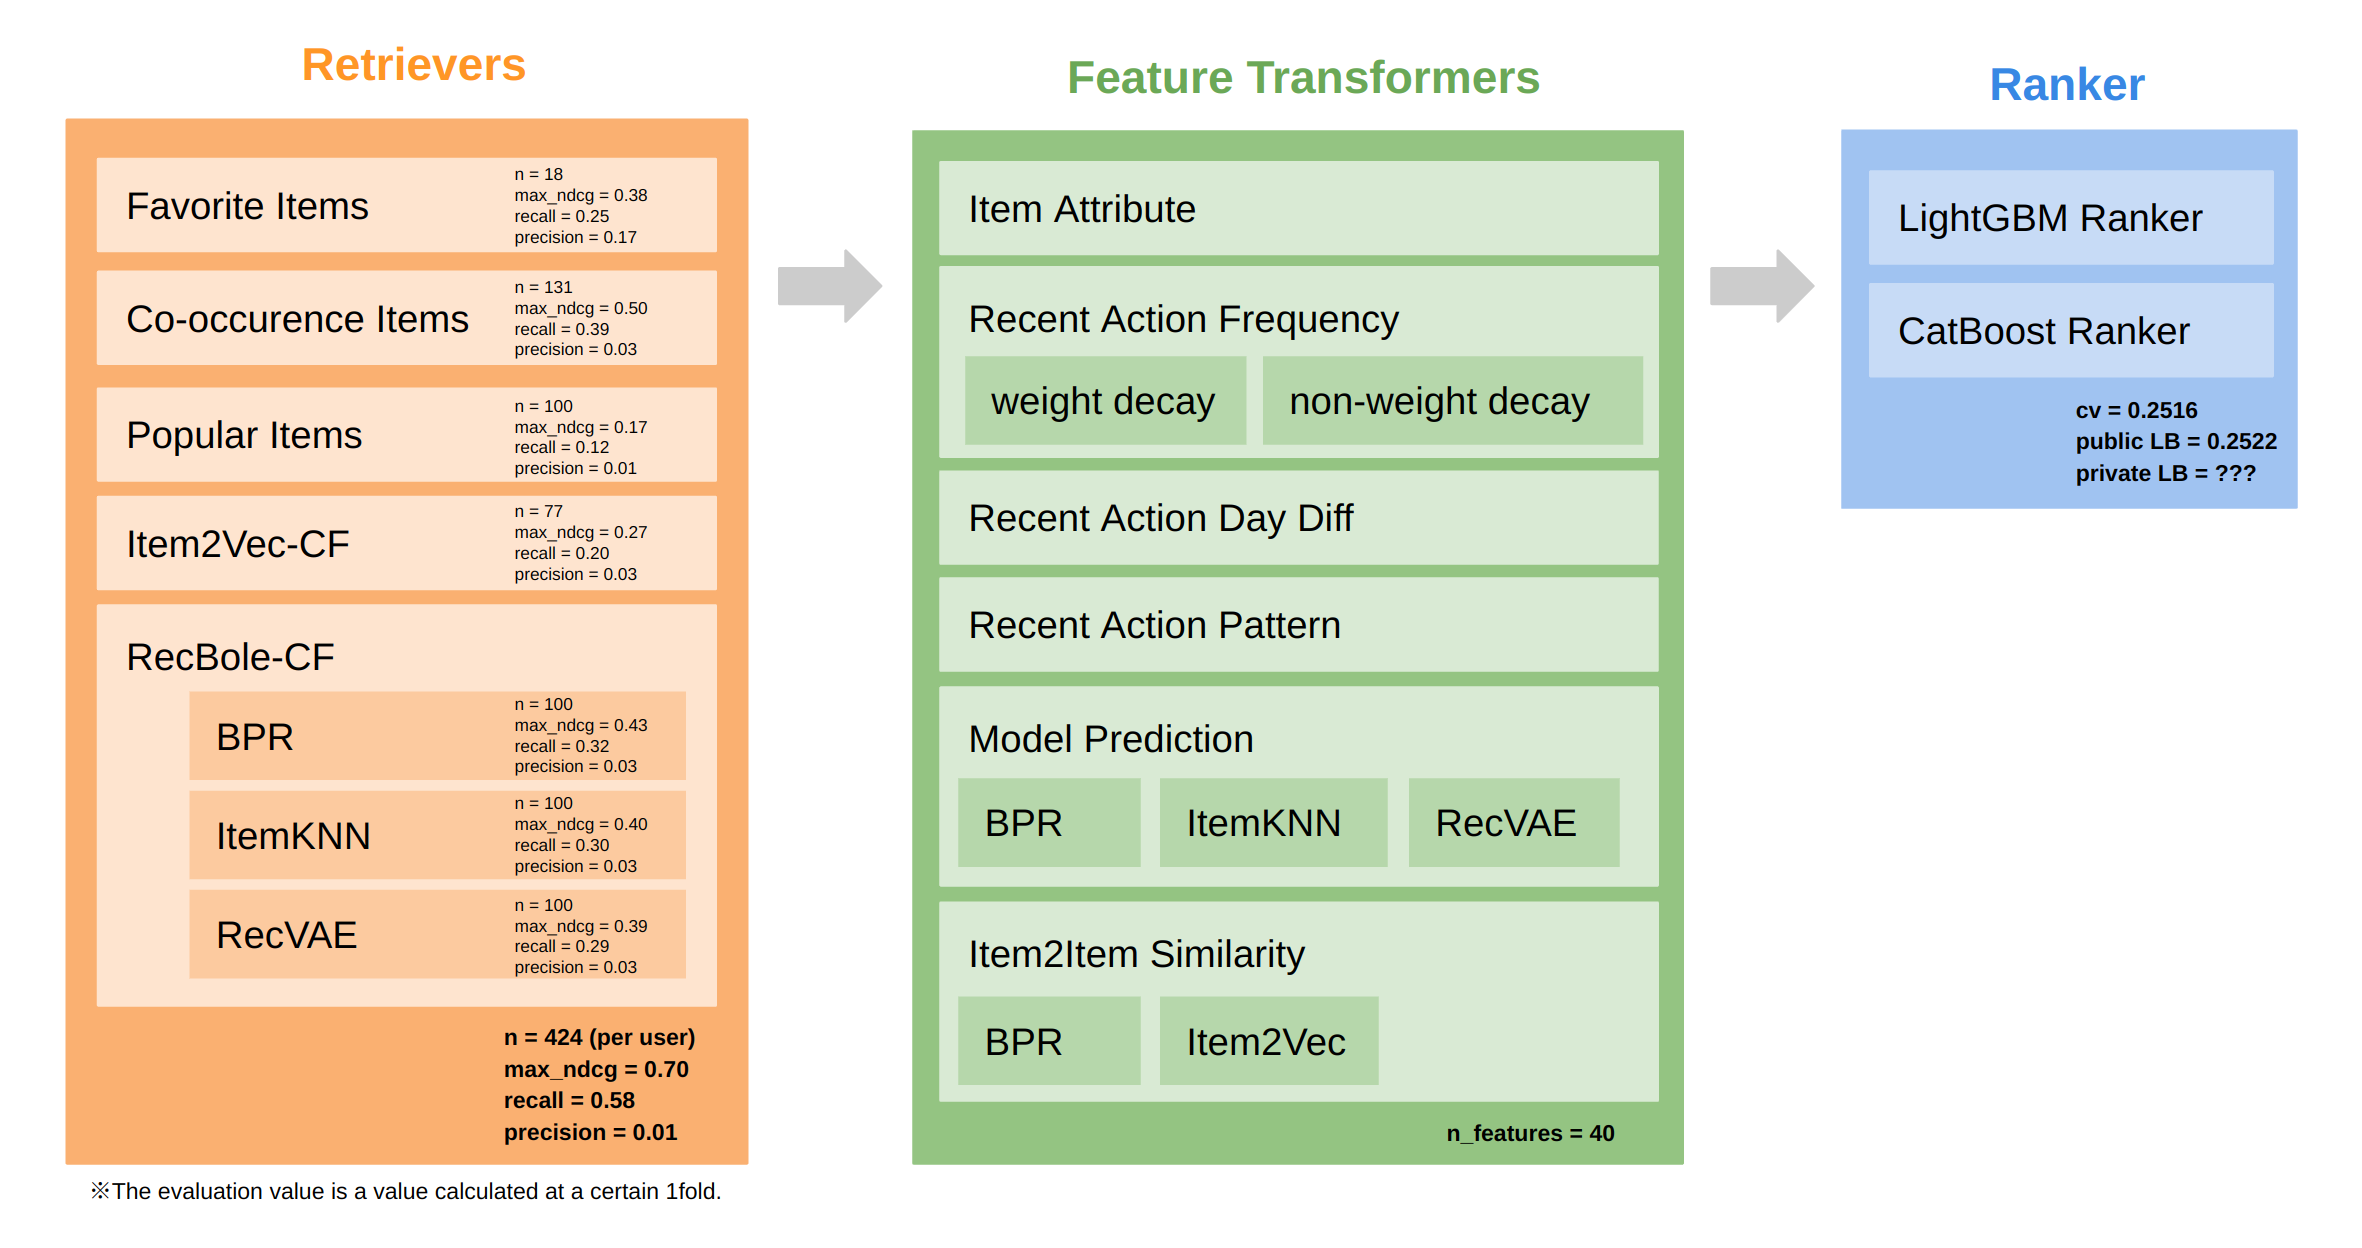 Retrievers
Favorite Items
n = 18
max_ndcg = 0.38
recall = 0.25
precision = 0.17
Co-occurence Items
n = 131
max_ndcg = 0.50
recall = 0.39
precision = 0.03
Popular Items
n = 100
max_ndcg = 0.17
recall = 0.12
precision = 0.01
Item2Vec-CF
n = 77
max_ndcg = 0.27
recall = 0.20
precision = 0.03
RecBole-CF
BPR
n = 100
max_ndcg = 0.43
recall = 0.32
precision = 0.03
ItemKNN
n = 100
max_ndcg = 0.40
recall = 0.30
precision = 0.03
RecVAE
n = 100
max_ndcg = 0.39
recall = 0.29
precision = 0.03
n = 424 (per user)
max_ndcg = 0.70
recall = 0.58
precision = 0.01
※The evaluation value is a value calculated at a certain 1fold.
Feature Transformers
Item Attribute
Recent Action Frequency
weight decay
non-weight decay
Recent Action Day Diff
Recent Action Pattern
Model Prediction
BPR
ItemKNN
RecVAE
Item2Item Similarity
BPR
Item2Vec
n_features = 40
Ranker
LightGBM Ranker
CatBoost Ranker
cv = 0.2516
public LB = 0.2522
private LB = ???